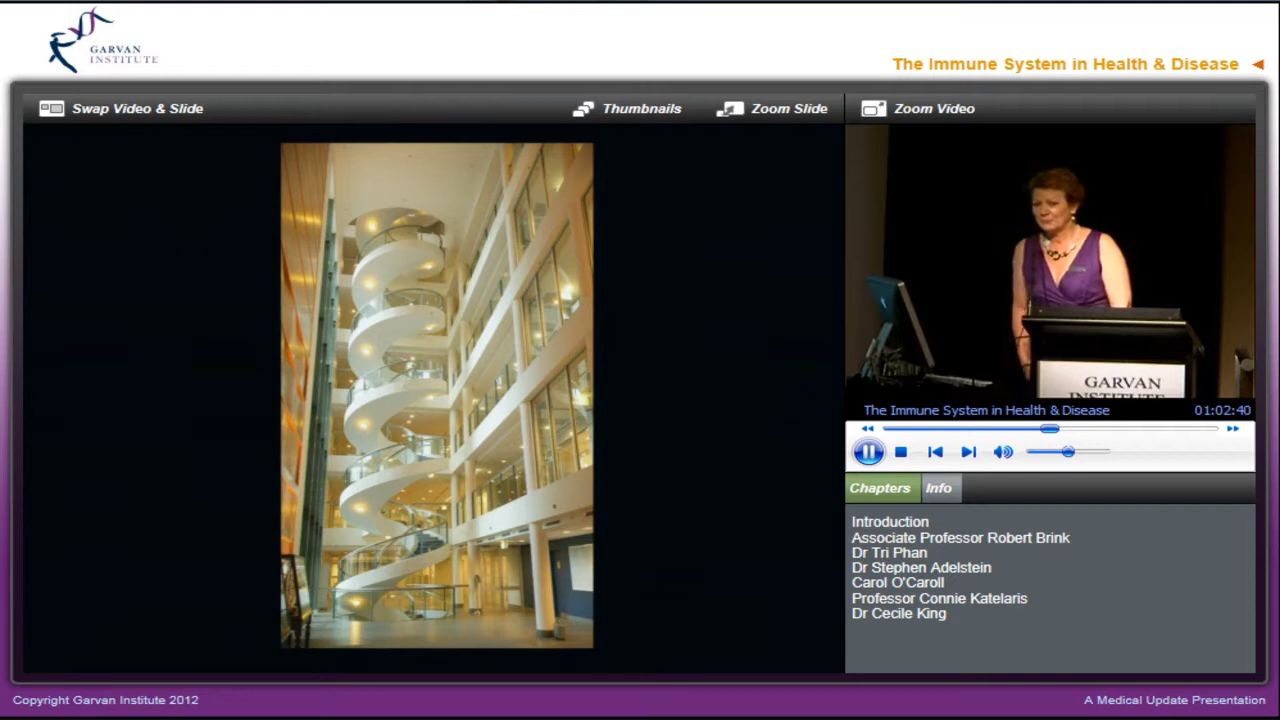 GARVAN
INSTITUTE
The Immune System in Health & Disease
Swap Video & Slide
Thumbnails
Zoom Slide
Zoom Video
GARVAN
INSTITUTE
The Immune System in Health & Disease
01:02:40
Chapters
Info
Introduction
Associate Professor Robert Brink
Dr Tri Phan
Dr Stephen Adelstein
Carol O'Caroll
Professor Connie Katelaris
Dr Cecile King
Copyright Garvan Institute 2012
A Medical Update Presentation